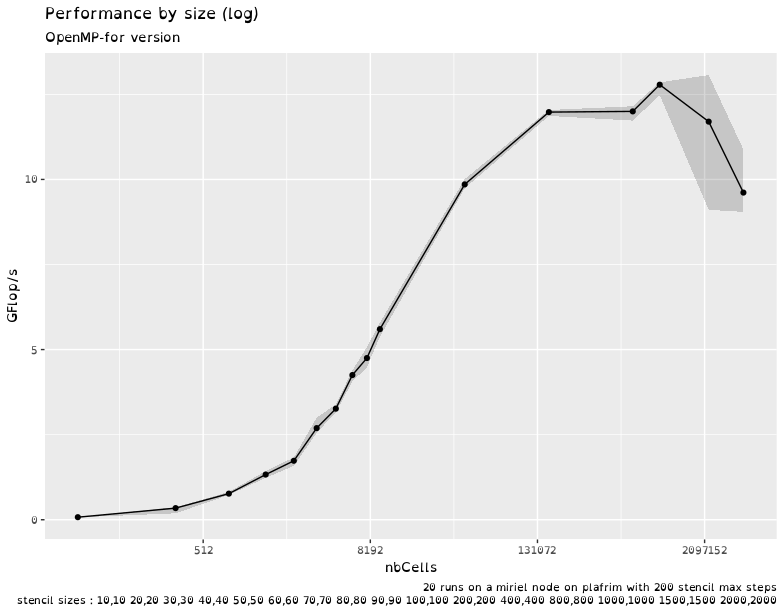 Performance by size (log)
OpenMP-for version
10
5
0
GFlop/s
512
8192
131072
2097152
nbCells
20 runs on a miriel node on plafrim with 200 stencil max steps
stencil sizes : 10,10 20,20 30,30 40,40 50,50 60,60 70,70 80,80 90,90 100,100 200,200 400,400 800,800 1000,1000 1500,1500 2000,2000